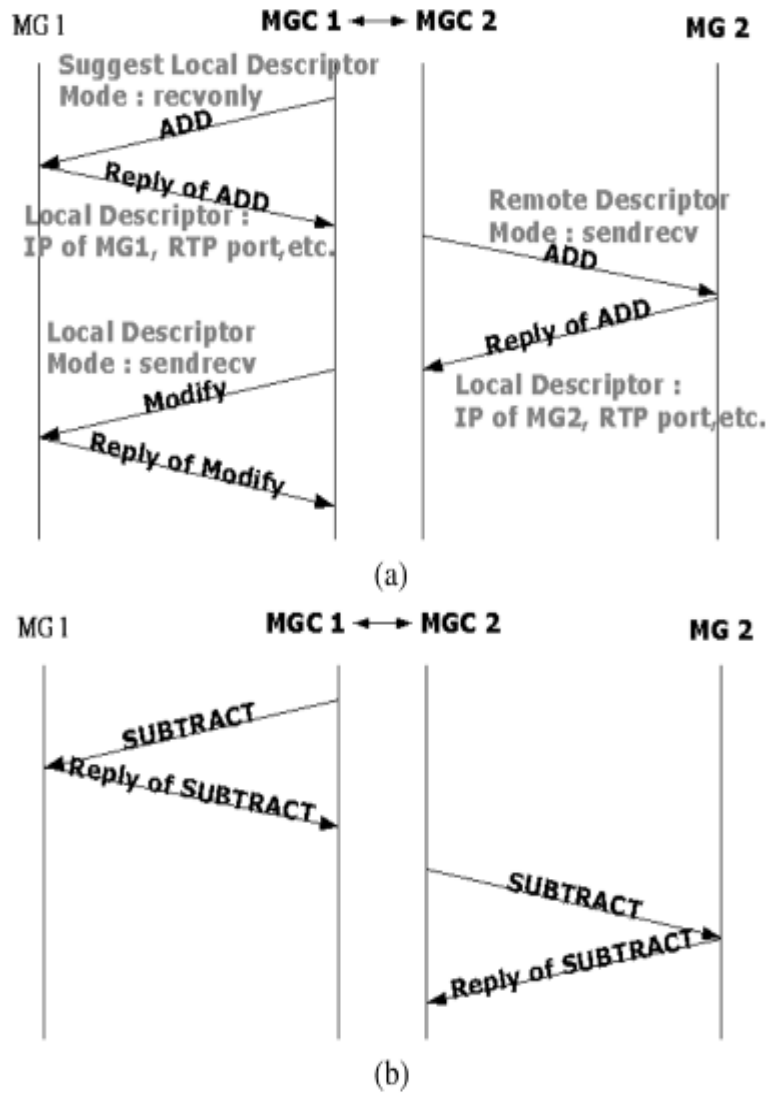 MG 1 MGC 1 MGC 2 MG 2
Suggest Local Descriptor
Mode : recvonly
ADD
Reply of ADD
Local Descriptor :
IP of MG1, RTP port,etc.
Remote Descriptor
Mode : sendrecv
ADD
Reply of ADD
Local Descriptor :
IP of MG2, RTP port,etc.
Local Descriptor
Mode : sendrecv
Modify
Reply of Modify
(a)
MG 1 MGC 1 MGC 2 MG 2
SUBTRACT
Reply of SUBTRACT
SUBTRACT
Reply of SUBTRACT
(b)